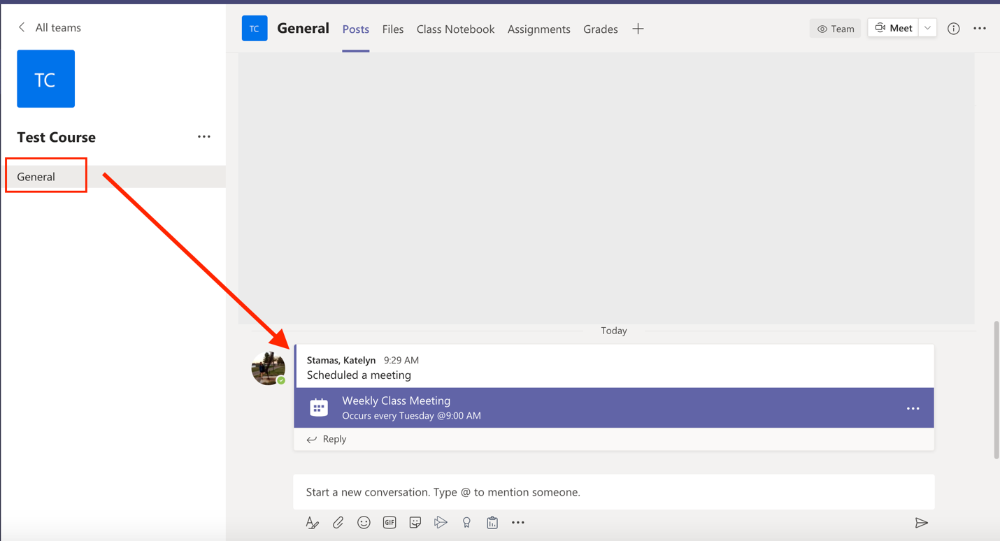 All teams
TC
Test Course
General
TC General Posts Files Class Notebook Assignments Grades
Team Meet
Today
Stamas, Katelyn 9:29 AM
Scheduled a meeting
Weekly Class Meeting
Occurs every Tuesday @9:00 AM
Reply
Start a new conversation. Type @ to mention someone.
GIF